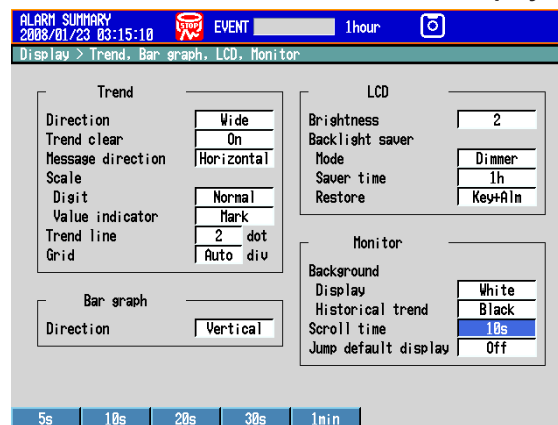 ALARM SUMMARY
2008/01/23 03:15:10
STOP
EVENT
1hour
Display > Trend, Bar graph, LCD, Monitor
Trend
Direction Wide
Trend clear On
Message direction Horizontal
Scale
Digit Normal
Value indicator Mark
Trend line 2 dot
Grid Auto div
Bar graph
Direction Vertical
LCD
Brightness 2
Backlight saver
Mode Dimmer
Saver time 1h
Restore Key+Alm
Monitor
Background
Display White
Historical trend Black
Scroll time 10s
Jump default display Off
5s 10s 20s 30s 1min